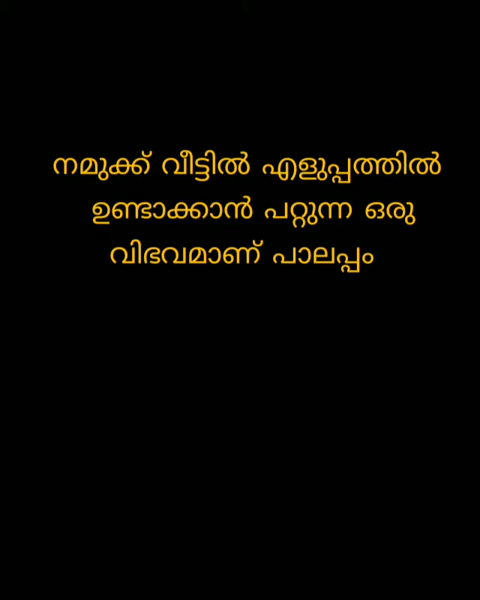 നമുക്ക് വീട്ടിൽ എളുപ്പത്തിൽ
ഉണ്ടാക്കാൻ പറ്റുന്ന ഒരു
വിഭവമാണ് പാലപ്പം